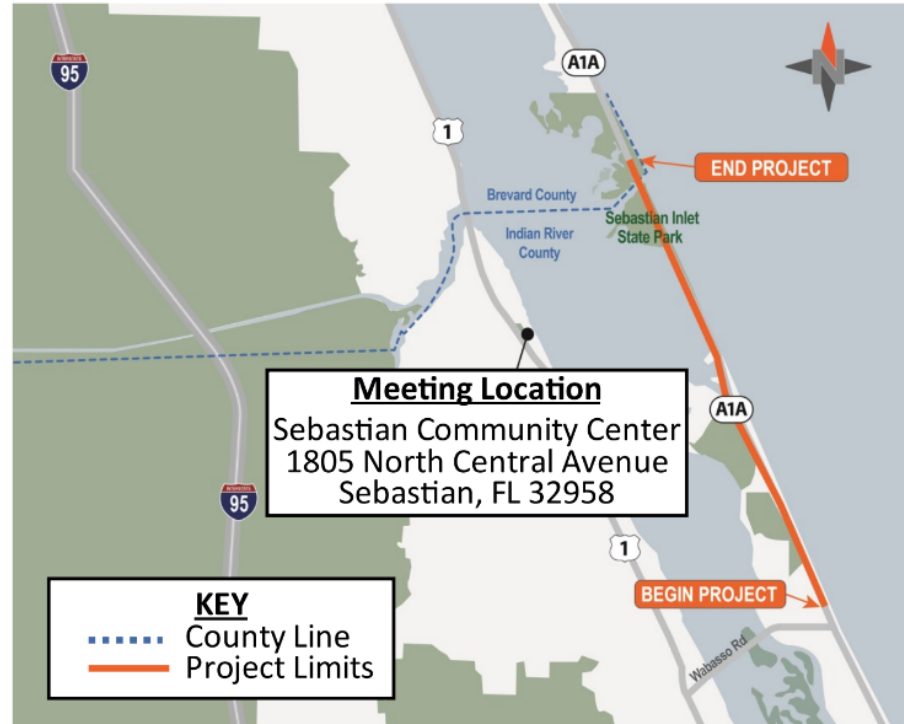 INTERSTATE
95
A1A
N
1
END PROJECT
Brevard County
Sebastian Inlet
State Park
Indian River
County
Meeting Location
Sebastian Community Center
1805 North Central Avenue
Sebastian, FL 32958
A1A
INTERSTATE
95
1
BEGIN PROJECT
KEY
County Line
Project Limits
Wabasso Rd